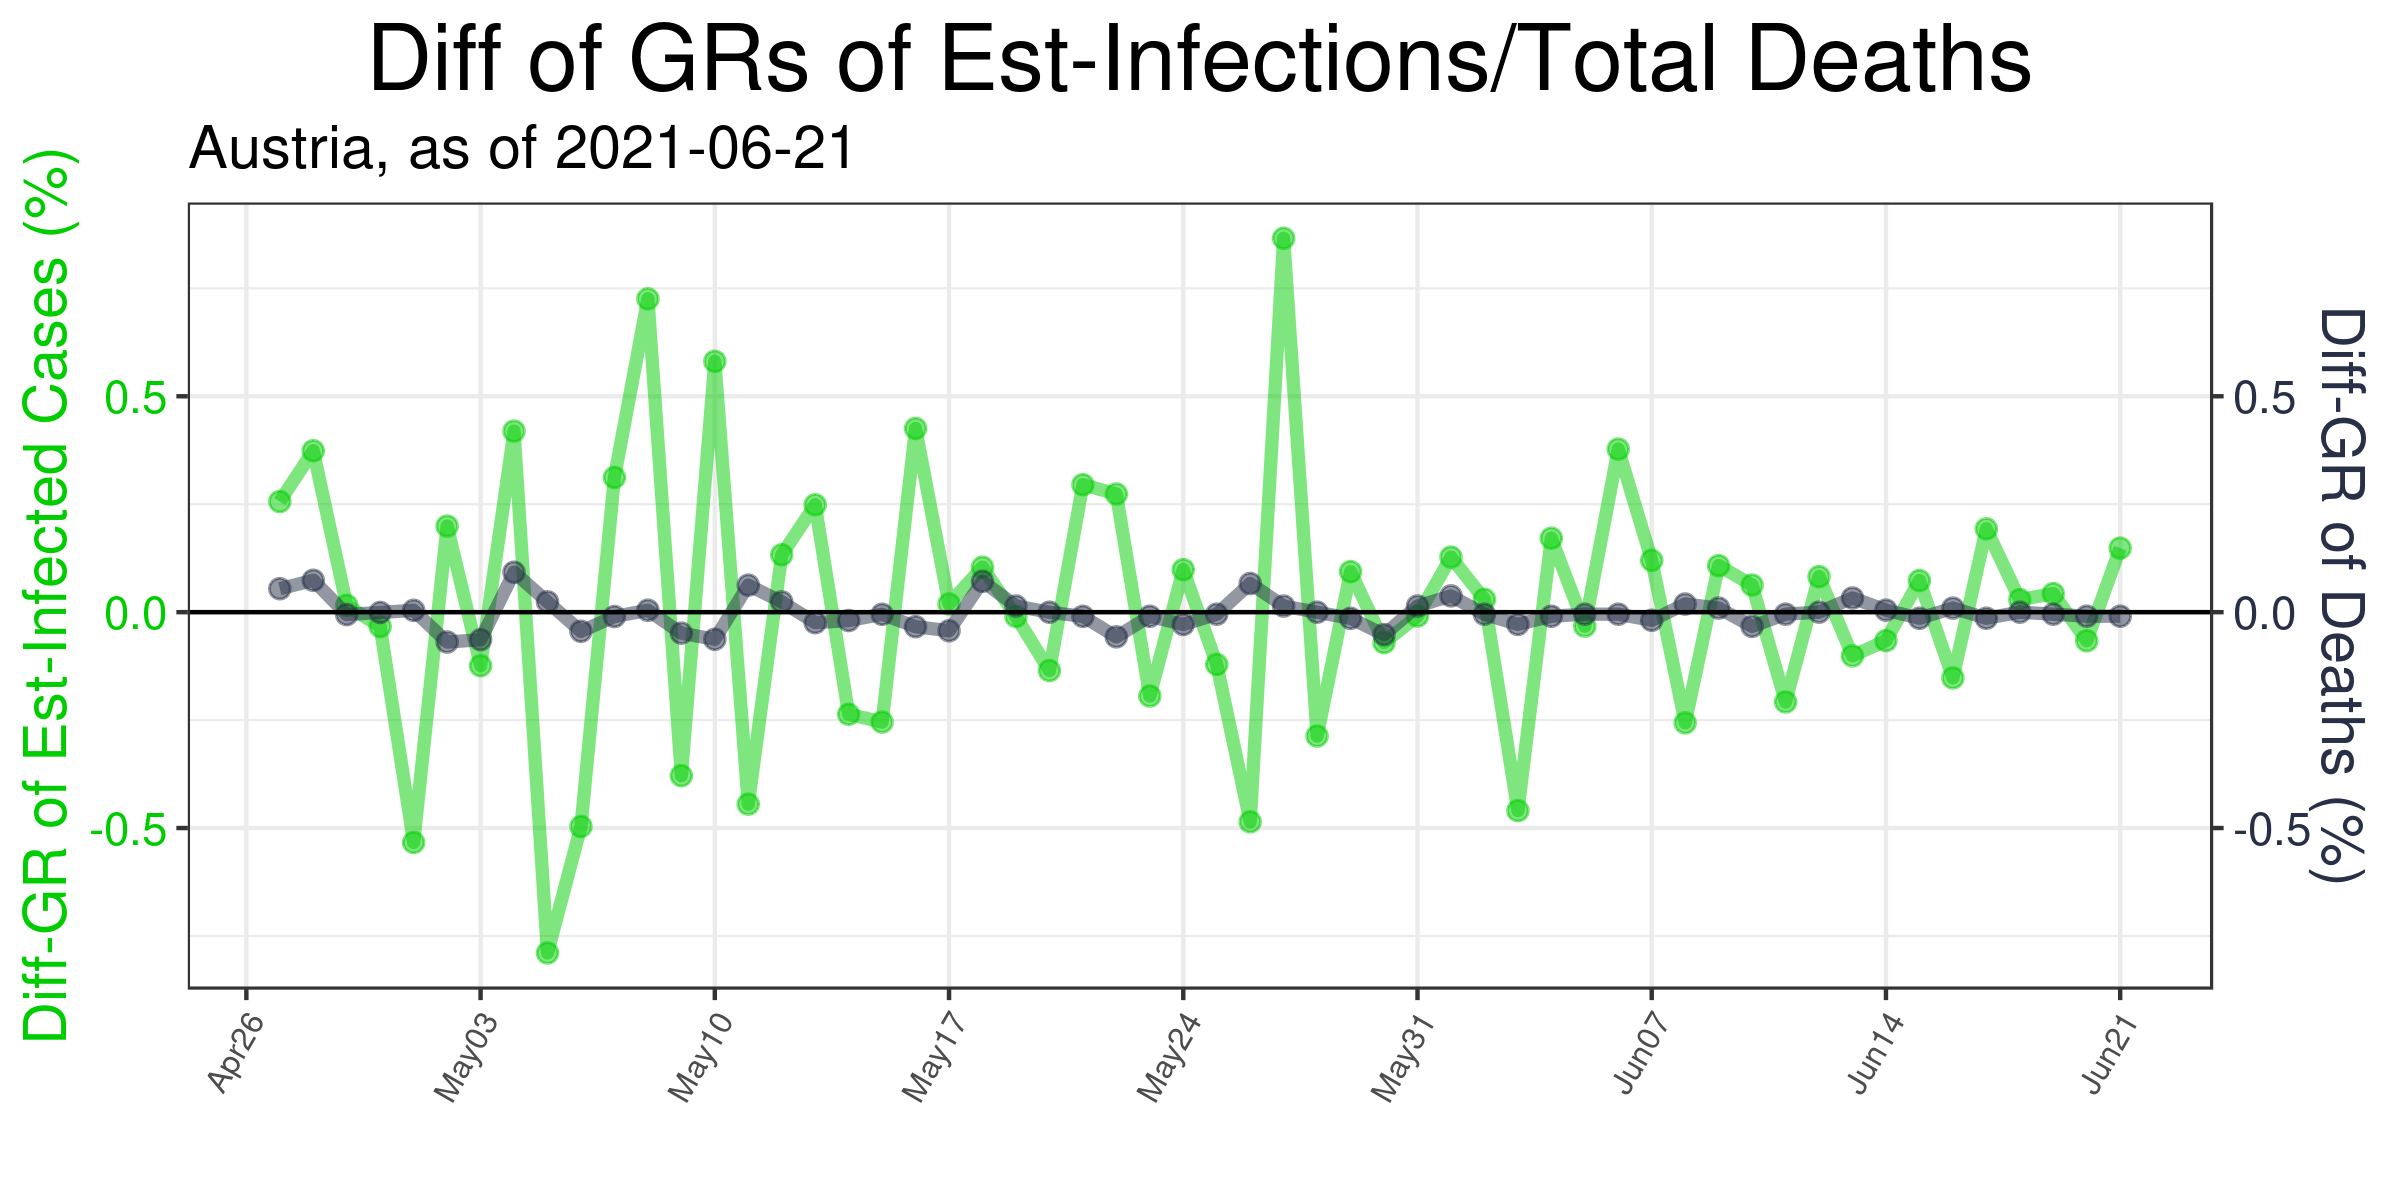 Diff of GRs of Est-Infections/Total Deaths
Austria, as of 2021-06-21
Diff-GR of Est-Infected Cases (%)
0.5
0.0
-0.5
0.5
0.0
-0.5
Diff-GR of Deaths (%)
Apr26
May03
May10
May17
May24
May31
Jun07
Jun14
Jun21